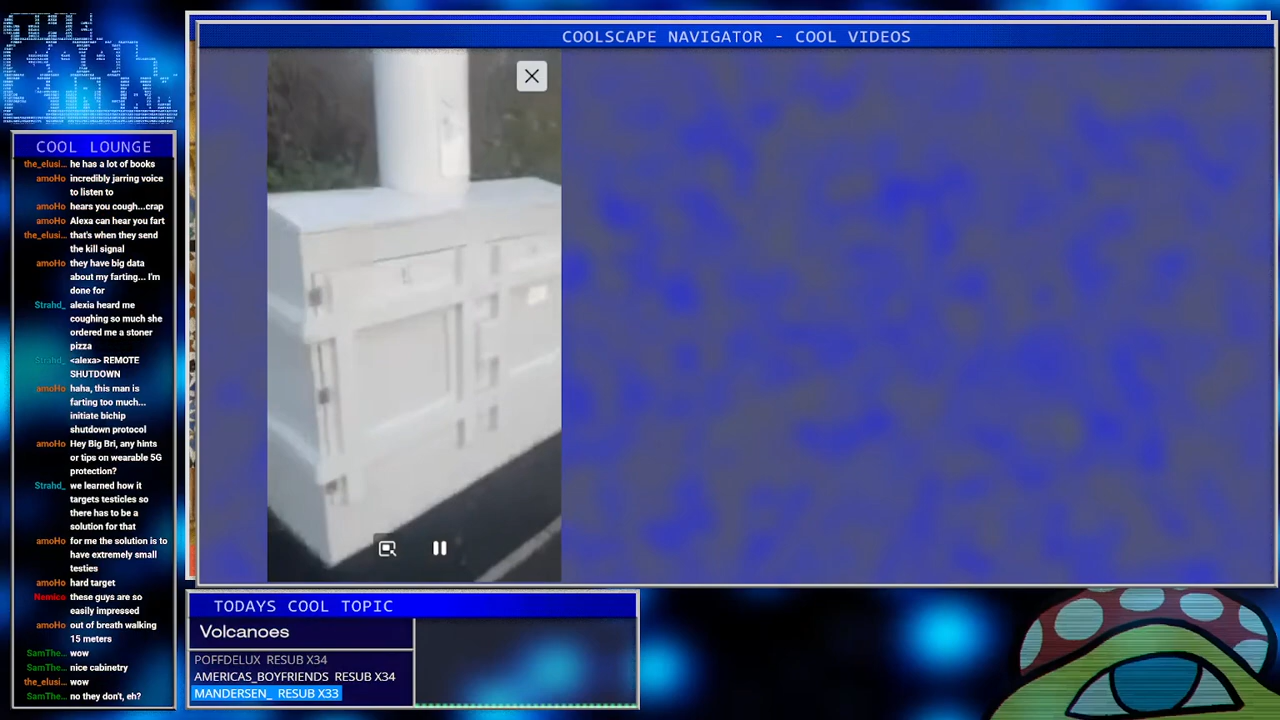 COOLSCAPE NAVIGATOR - COOL VIDEOS
COOL LOUNGE
the_elusi... he has a lot of books
amoHo incredibly jarring voice
to listen to
amoHo hears you cough...crap
amoHo Alexa can hear you fart
the_elusi... that's when they send
the kill signal
amoHo they have big data
about my farting... I'm
done for
Strahd_ alexia heard me
coughing so much she
ordered me a stoner
pizza
Strahd_ <alexa> REMOTE
SHUTDOWN
amoHo haha, this man is
farting too much...
initiate bichip
shutdown protocol
amoHo Hey Big Bri, any hints
or tips on wearable 5G
protection?
Strahd_ we learned how it
targets testicles so
there has to be a
solution for that
amoHo for me the solution is to
have extremely small
testies
amoHo hard target
Nemico these guys are so
easily impressed
amoHo out of breath walking
15 meters
SamThe... wow
SamThe... nice cabinetry
the_elusi... wow
SamThe... no they don't, eh?
TODAYS COOL TOPIC
Volcanoes
POFFDELUX RESUB X34
AMERICAS_BOYFRIENDS RESUB X34
MANDERSEN_ RESUB X33